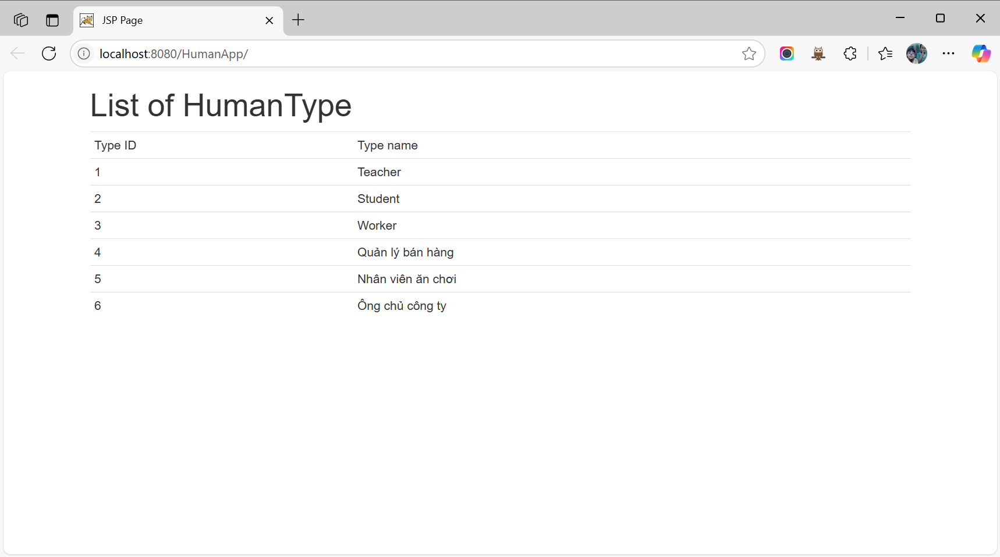 JSP Page
localhost:8080/HumanApp/
List of HumanType
Type ID Type name
1 Teacher
2 Student
3 Worker
4 Quản lý bán hàng
5 Nhân viên ăn chơi
6 Ông chủ công ty